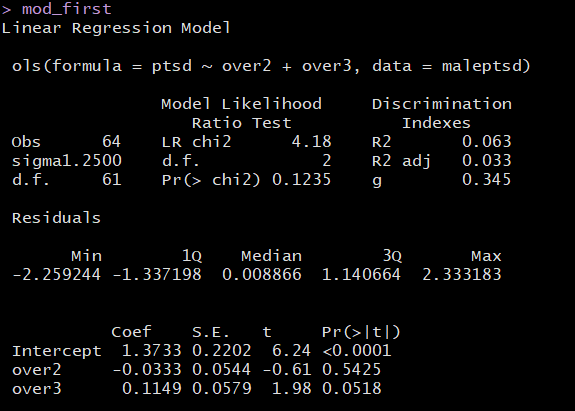 > mod_first
Linear Regression Model

 ols(formula = ptsd ~ over2 + over3, data = maleptsd)

                Model Likelihood     Discrimination
                   Ratio Test           Indexes
 Obs      64    LR chi2      4.18    R2       0.063
 sigma1.2500    d.f.            2    R2 adj   0.033
 d.f.     61    Pr(> chi2) 0.1235    g        0.345

 Residuals

       Min        1Q    Median        3Q       Max
 -2.259244 -1.337198  0.008866  1.140664  2.333183

           Coef    S.E.   t     Pr(>|t|)
 Intercept  1.3733 0.2202  6.24 <0.0001
 over2     -0.0333 0.0544 -0.61 0.5425
 over3      0.1149 0.0579  1.98 0.0518